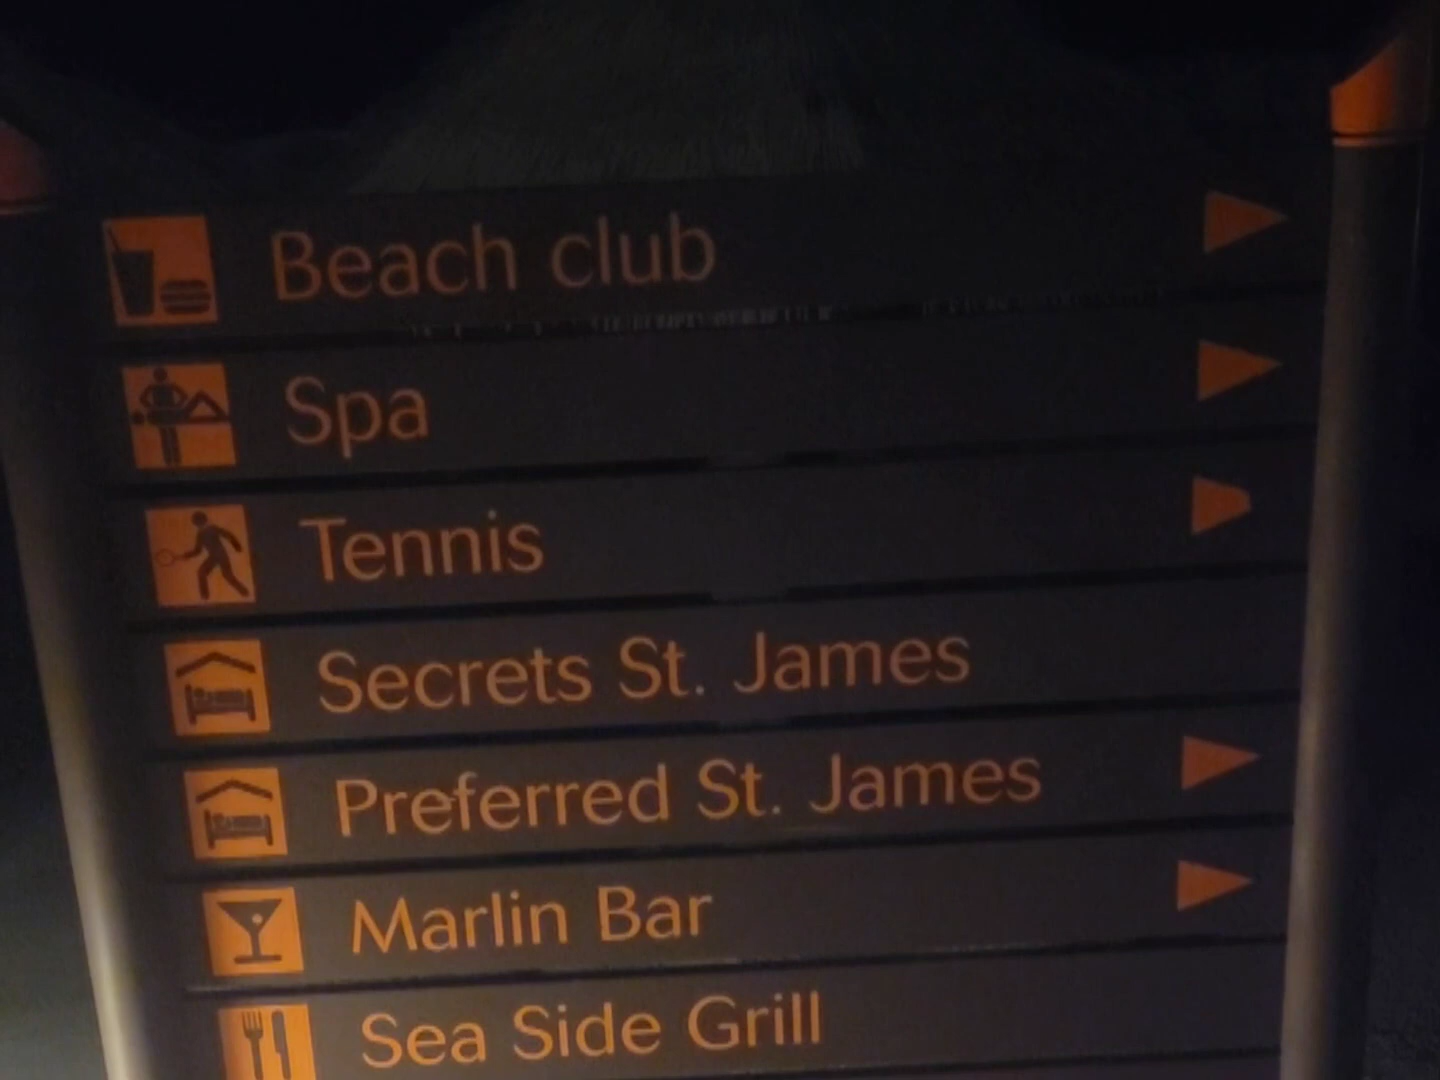 Beach club
Spa
Tennis
Secrets St. James
Preferred St. James
Marlin Bar
Sea Side Grill